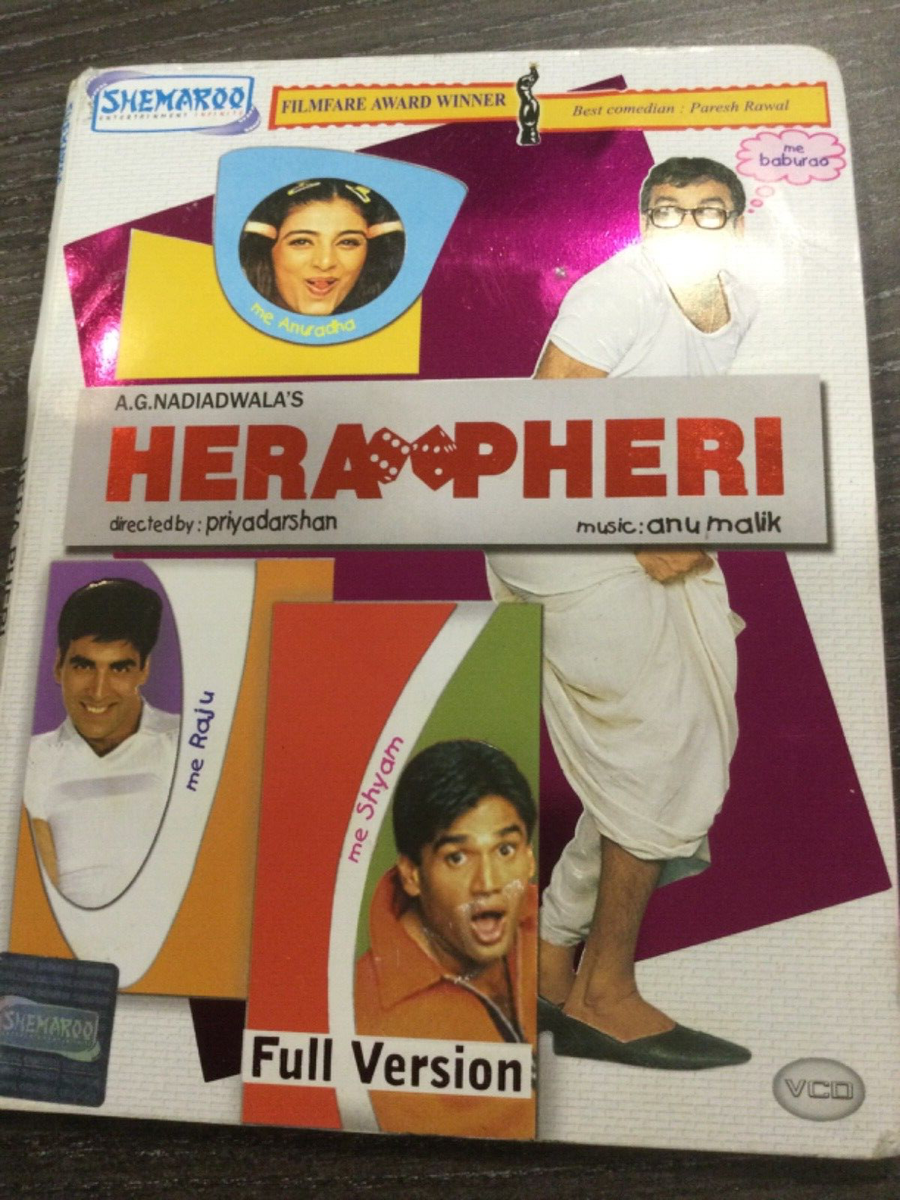 SHEMAROO
ENTERTAINMENT INFINITE
FILMFARE AWARD WINNER
Best comedian : Paresh Rawal
me
baburao
me Anuradha
A.G.NADIADWALA'S
HERA PHERI
directed by : priyadarshan
music: anu malik
me Raju
me Shyam
Full Version
SHEMAROO
VCD